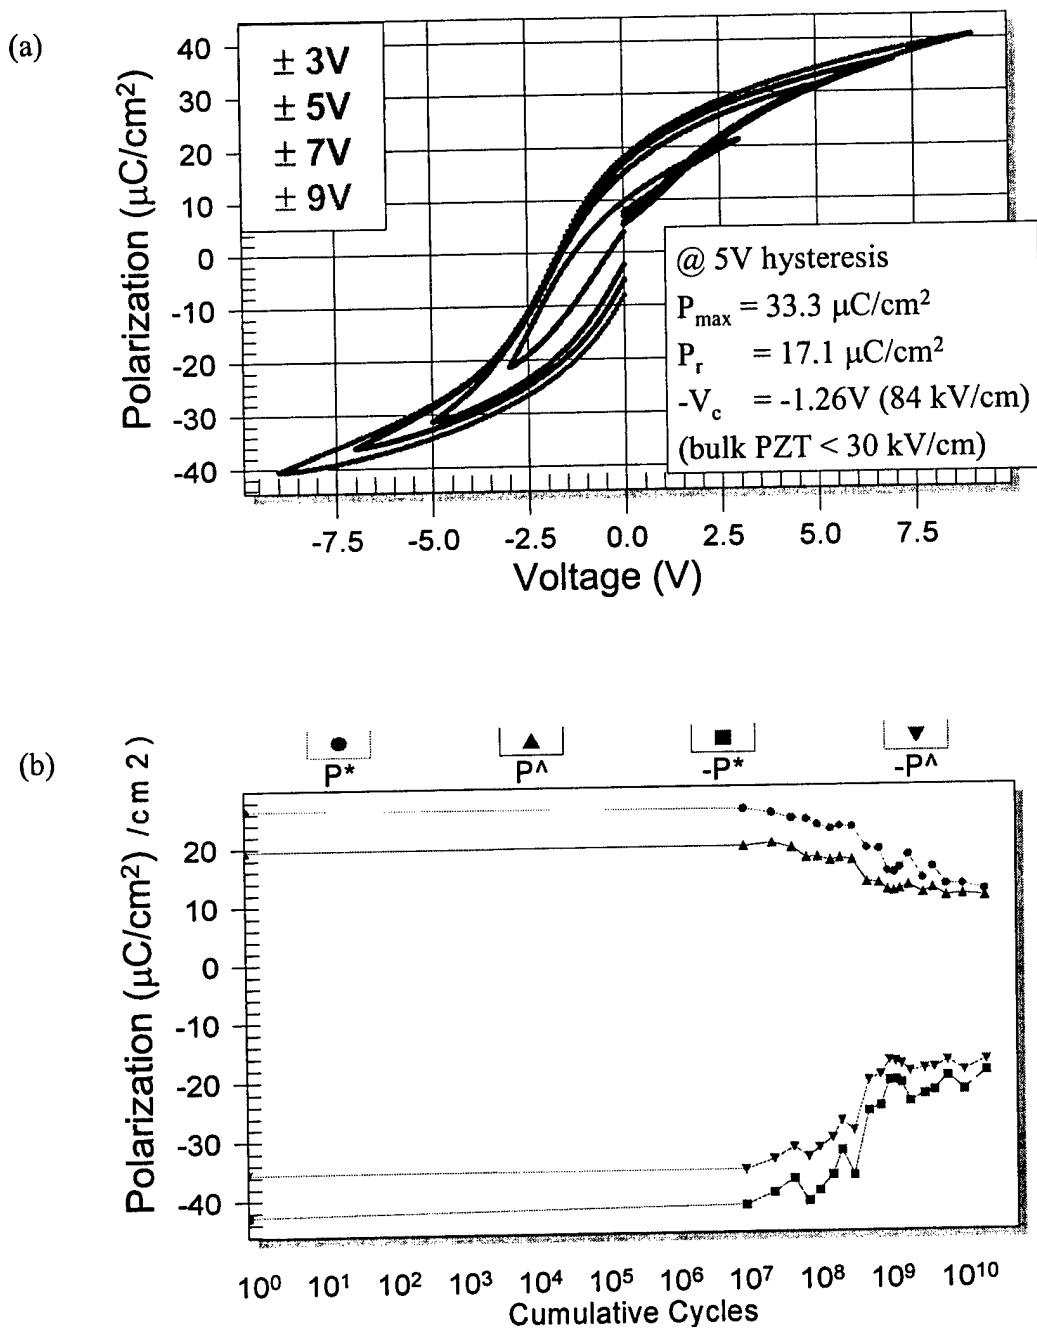 (a)
Polarization (μC/cm²)
40
30
20
10
0
-10
-20
-30
-40
± 3V
± 5V
± 7V
± 9V
@ 5V hysteresis
Pmax = 33.3 μC/cm²
Pr = 17.1 μC/cm²
-Vc = -1.26V (84 kV/cm)
(bulk PZT < 30 kV/cm)
-7.5 -5.0 -2.5 0.0 2.5 5.0 7.5
Voltage (V)
(b)
P* P^ -P* -P^
Polarization (μC/cm²) /cm 2)
20
10
0
-10
-20
-30
-40
10⁰ 10¹ 10² 10³ 10⁴ 10⁵ 10⁶ 10⁷ 10⁸ 10⁹ 10¹⁰
Cumulative Cycles